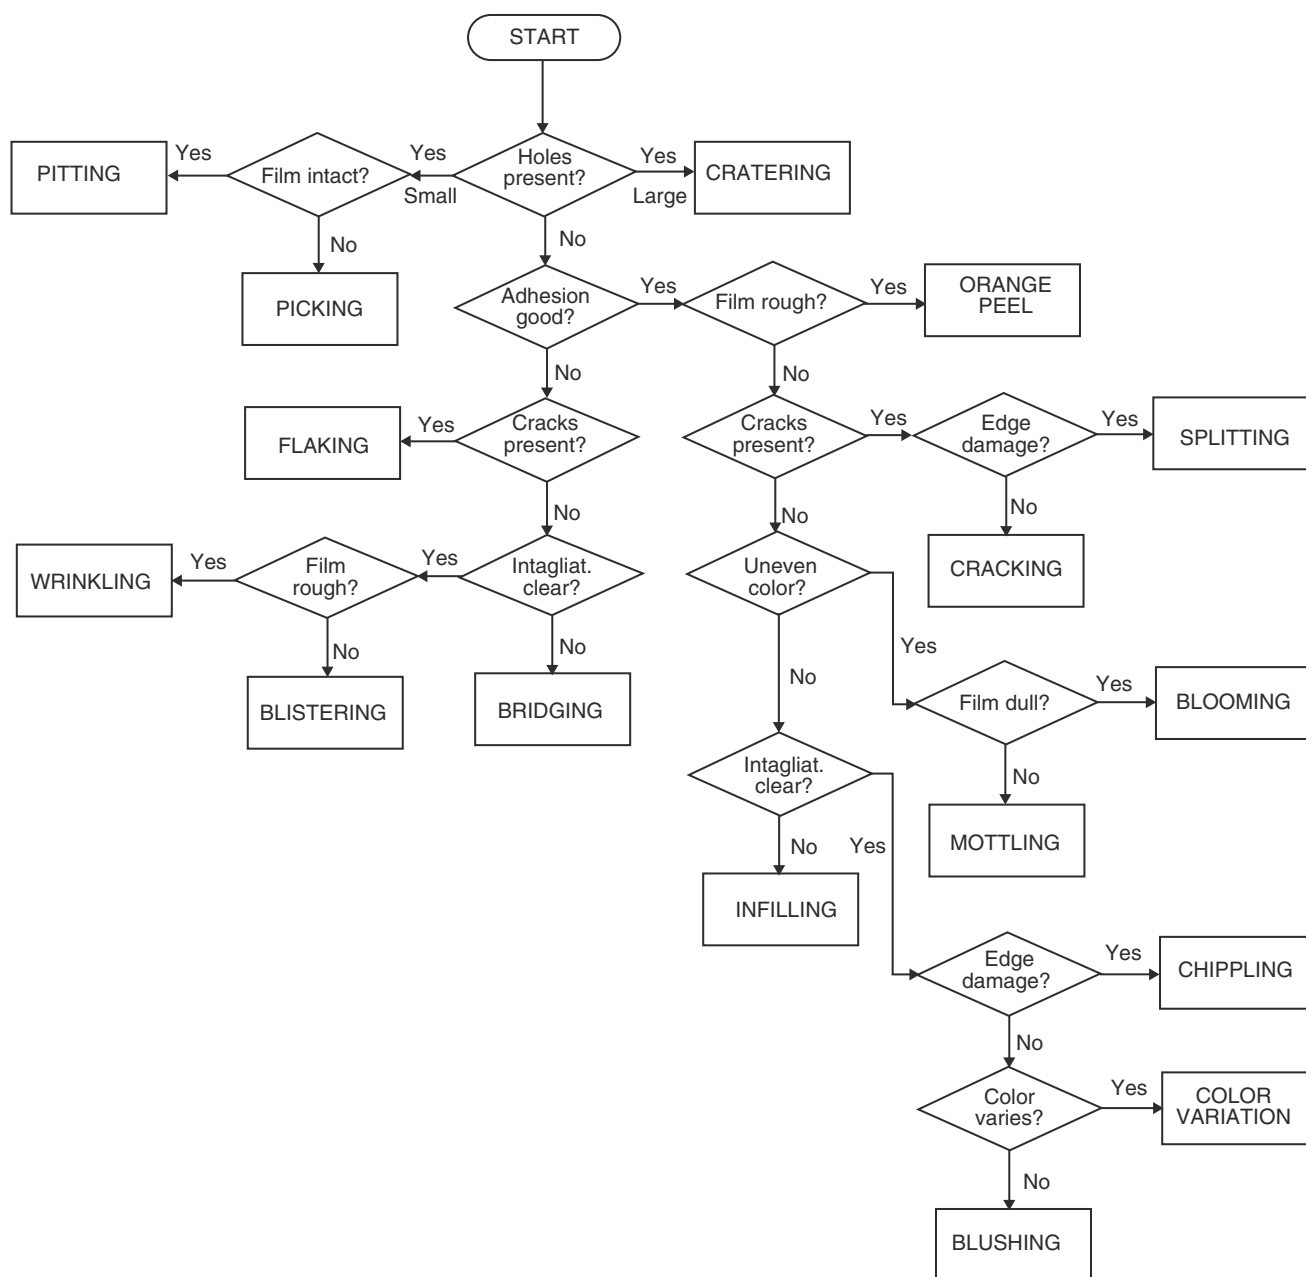 START
PITTING
Yes
Film intact?
Yes
Small
Holes
present?
Yes
Large
CRATERING
No
PICKING
No
Adhesion
good?
Yes
Film rough?
Yes
ORANGE
PEEL
No
No
FLAKING
Yes
Cracks
present?
Cracks
present?
Yes
Edge
damage?
Yes
SPLITTING
No
No
No
CRACKING
WRINKLING
Yes
Film
rough?
Yes
Intagliat.
clear?
Uneven
color?
Yes
No
No
No
BLISTERING
BRIDGING
Film dull?
Yes
BLOOMING
No
MOTTLING
Intagliat.
clear?
Yes
No
INFILLING
Edge
damage?
Yes
CHIPPLING
No
Color
varies?
Yes
COLOR
VARIATION
No
BLUSHING